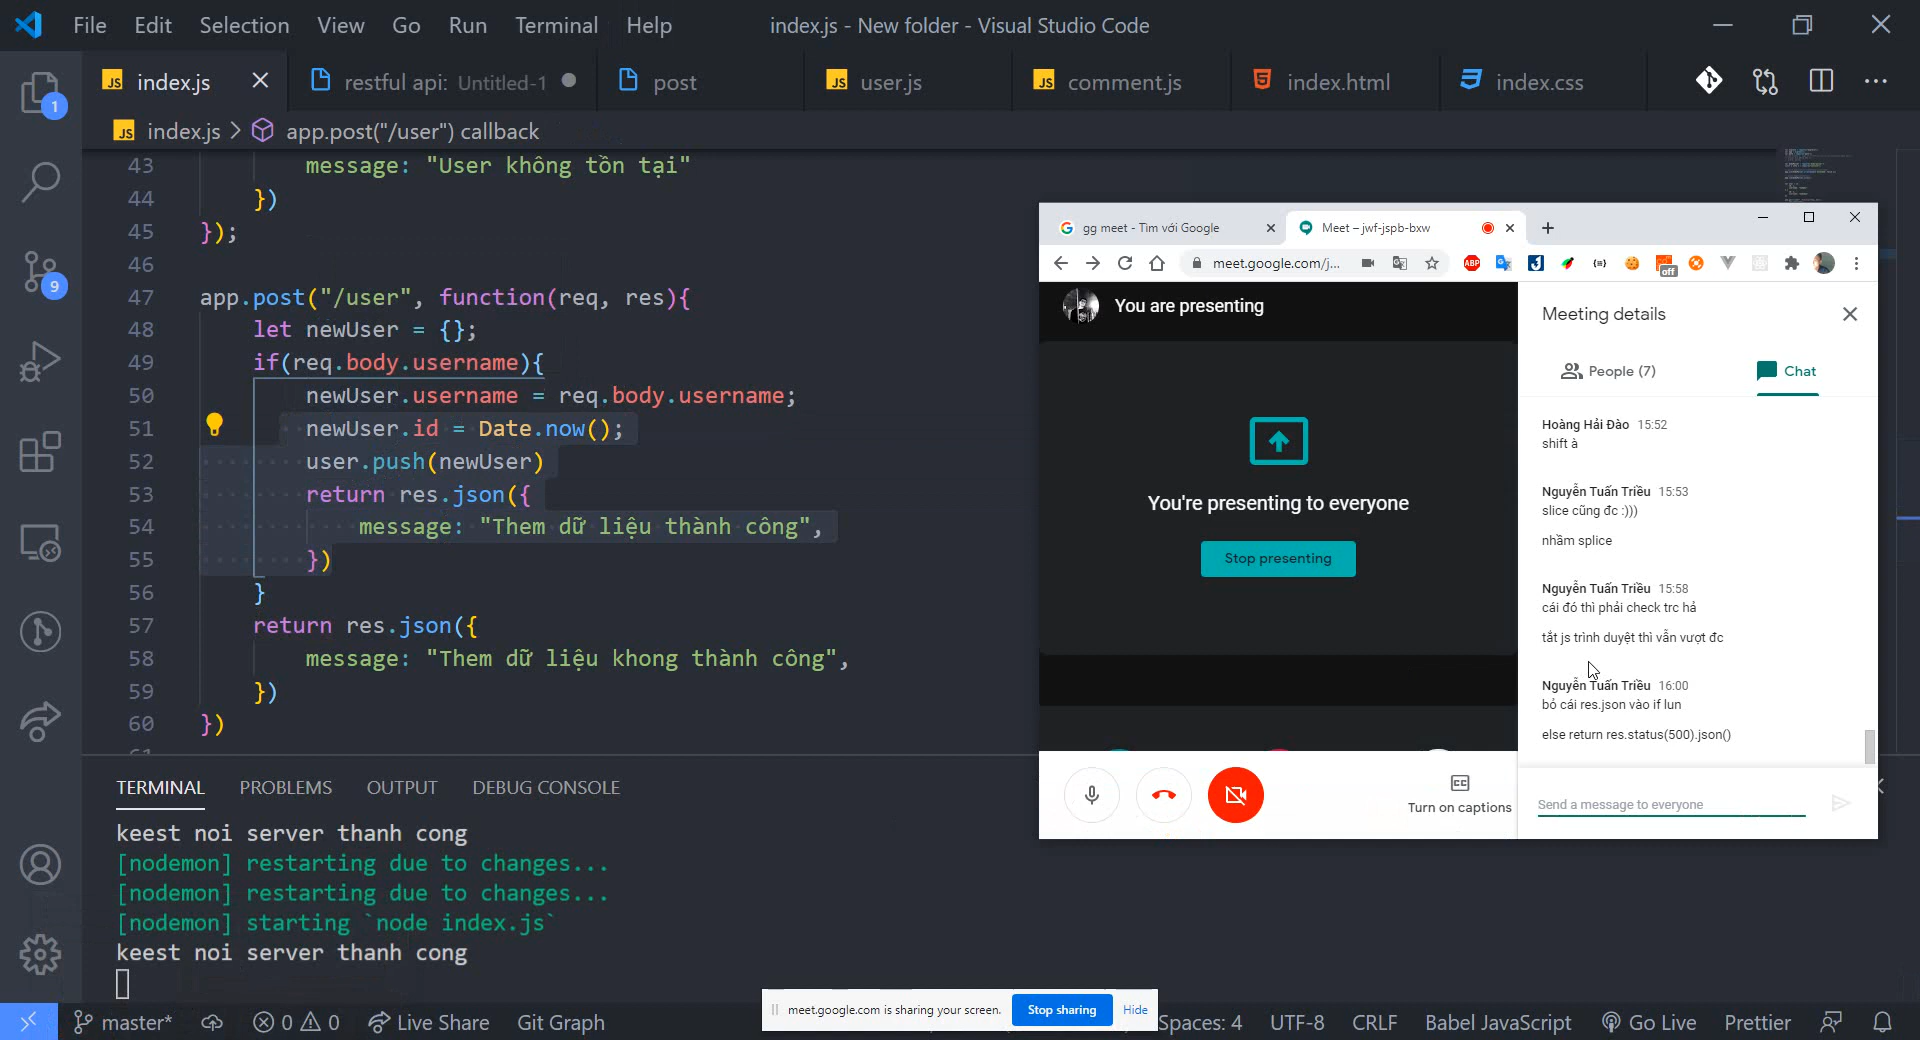 File Edit Selection View Go Run Terminal Help
index.js - New folder - Visual Studio Code
index.js
restful api: Untitled-1
post
user.js
comment.js
index.html
index.css
index.js > app.post("/user") callback
43 message: "User không tồn tại"
44 })
45 });
46
47 app.post("/user", function(req, res){
48 let newUser = {};
49 if(req.body.username){
50 newUser.username = req.body.username;
51 newUser.id = Date.now();
52 user.push(newUser)
53 return res.json({
54 message: "Them dữ liệu thành công",
55 })
56 }
57 return res.json({
58 message: "Them dữ liệu khong thành công",
59 })
60 })
TERMINAL PROBLEMS OUTPUT DEBUG CONSOLE
keest noi server thanh cong
[nodemon] restarting due to changes...
[nodemon] restarting due to changes...
[nodemon] starting `node index.js`
keest noi server thanh cong
1
9
gg meet - Tìm với Google
Meet – jwf-jspb-bxw
meet.google.com/j...
ABP
off
You are presenting
You're presenting to everyone
Stop presenting
Turn on captions
Meeting details
People (7)
Chat
Hoàng Hải Đào 15:52
shift à
Nguyễn Tuấn Triều 15:53
slice cũng đc :)))
nhầm splice
Nguyễn Tuấn Triều 15:58
cái đó thì phải check trc hả
tắt js trình duyệt thì vẫn vượt đc
Nguyễn Tuấn Triều 16:00
bỏ cái res.json vào if lun
else return res.status(500).json()
Send a message to everyone
meet.google.com is sharing your screen.
Stop sharing
Hide
master*
0 0
Live Share
Git Graph
Spaces: 4
UTF-8
CRLF
Babel JavaScript
Go Live
Prettier